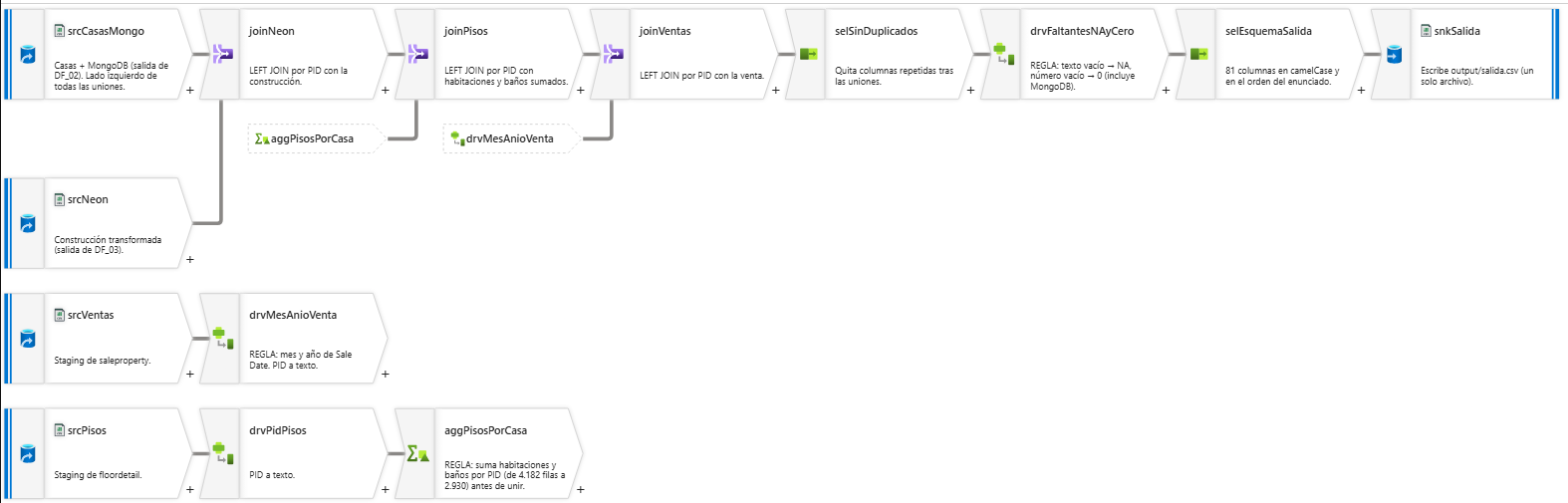 srcCasasMongo
Casas + MongoDB (salida de
DF_02). Lado izquierdo de
todas las uniones.
+
joinNeon
LEFT JOIN por PID con la
construcción.
+
joinPisos
LEFT JOIN por PID con
habitaciones y baños sumados.
+
joinVentas
LEFT JOIN por PID con la venta.
+
selSinDuplicados
Quita columnas repetidas tras
las uniones.
+
drvFaltantesNAyCero
REGLA: texto vacío → NA,
número vacío → 0 (incluye
MongoDB).
+
selEsquemaSalida
81 columnas en camelCase y
en el orden del enunciado.
+
snkSalida
Escribe output/salida.csv (un
solo archivo).
aggPisosPorCasa
drvMesAnioVenta
srcNeon
Construcción transformada
(salida de DF_03).
+
srcVentas
Staging de saleproperty.
+
drvMesAnioVenta
REGLA: mes y año de Sale
Date. PID a texto.
+
srcPisos
Staging de floordetail.
+
drvPidPisos
PID a texto.
+
aggPisosPorCasa
REGLA: suma habitaciones y
baños por PID (de 4.182 filas a
2.930) antes de unir.
+